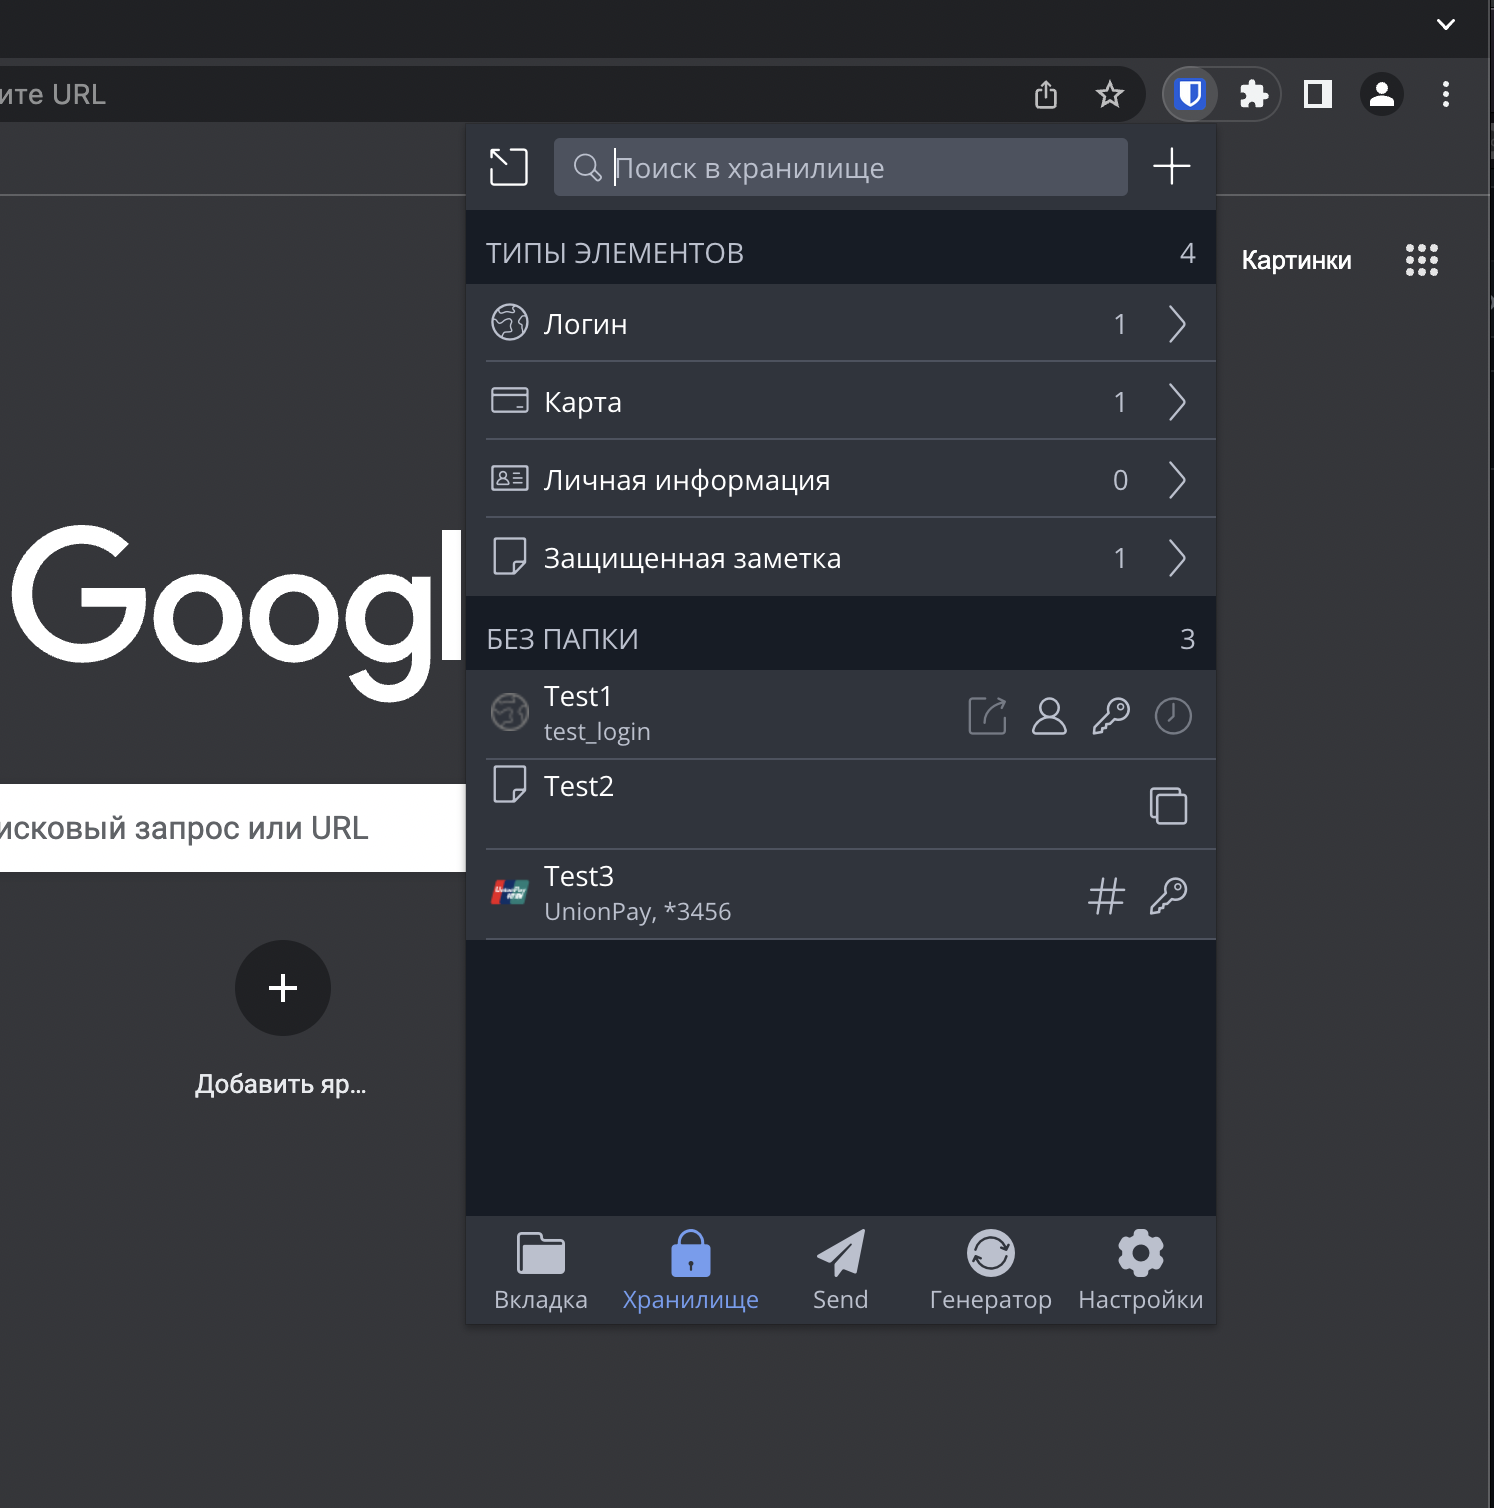 ите URL
Поиск в хранилище
ТИПЫ ЭЛЕМЕНТОВ 4
Картинки
Логин 1
Карта 1
Личная информация 0
Защищенная заметка 1
Googl
БЕЗ ПАПКИ 3
Test1
test_login
Test2
исковый запрос или URL
Test3
UnionPay, *3456
Добавить яр...
Вкладка Хранилище Send Генератор Настройки